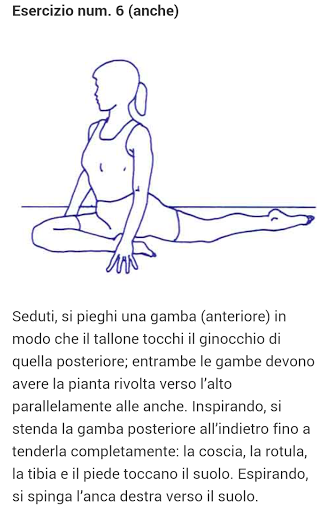 Esercizio num. 6 (anche)
Seduti, si pieghi una gamba (anteriore) in
modo che il tallone tocchi il ginocchio di
quella posteriore; entrambe le gambe devono
avere la pianta rivolta verso l'alto
parallelamente alle anche. Inspirando, si
stenda la gamba posteriore all'indietro fino a
tenderla completamente: la coscia, la rotula,
la tibia e il piede toccano il suolo. Espirando,
si spinga l'anca destra verso il suolo.